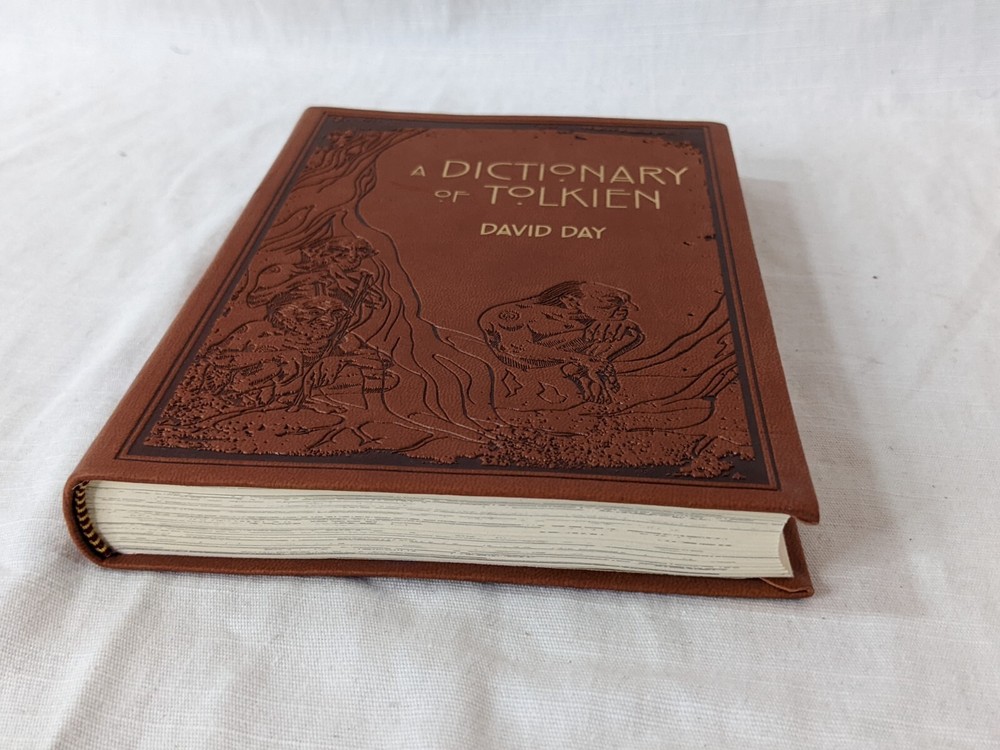 A DICTIONARY
OF TOLKIEN
DAVID DAY